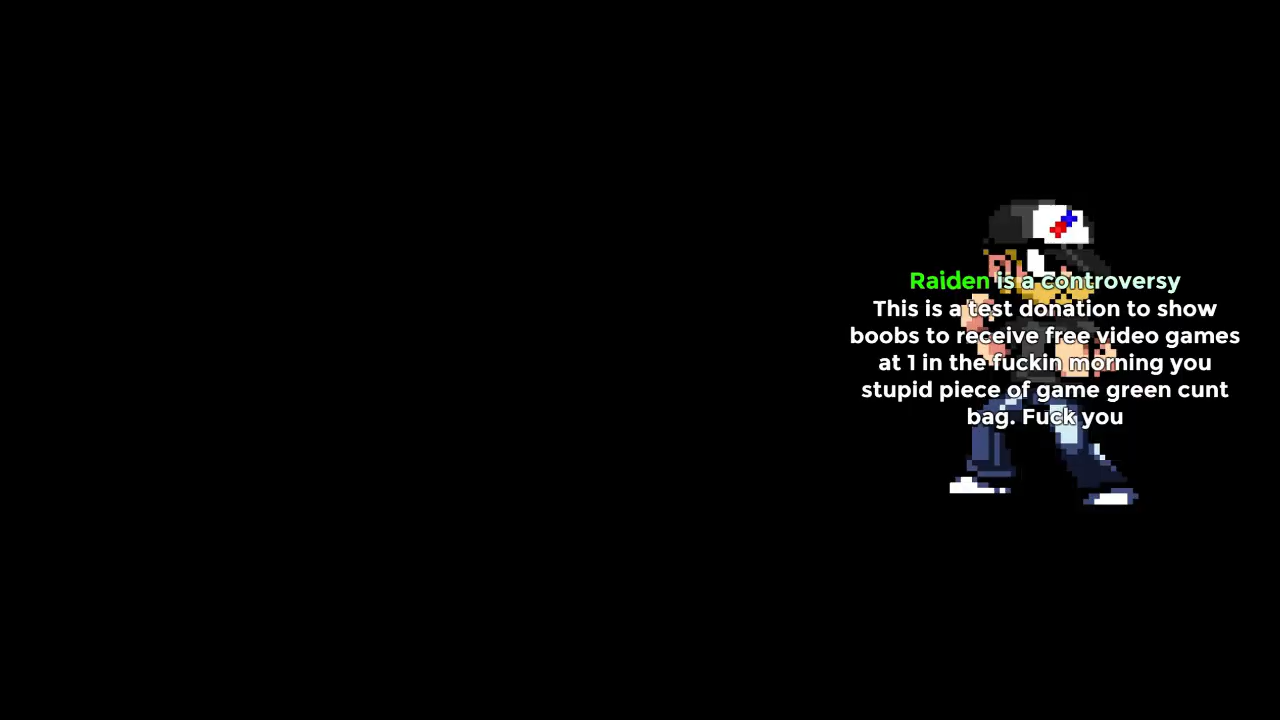 Raiden is a controversy
This is a test donation to show
boobs to receive free video games
at 1 in the fuckin morning you
stupid piece of game green cunt
bag. Fuck you